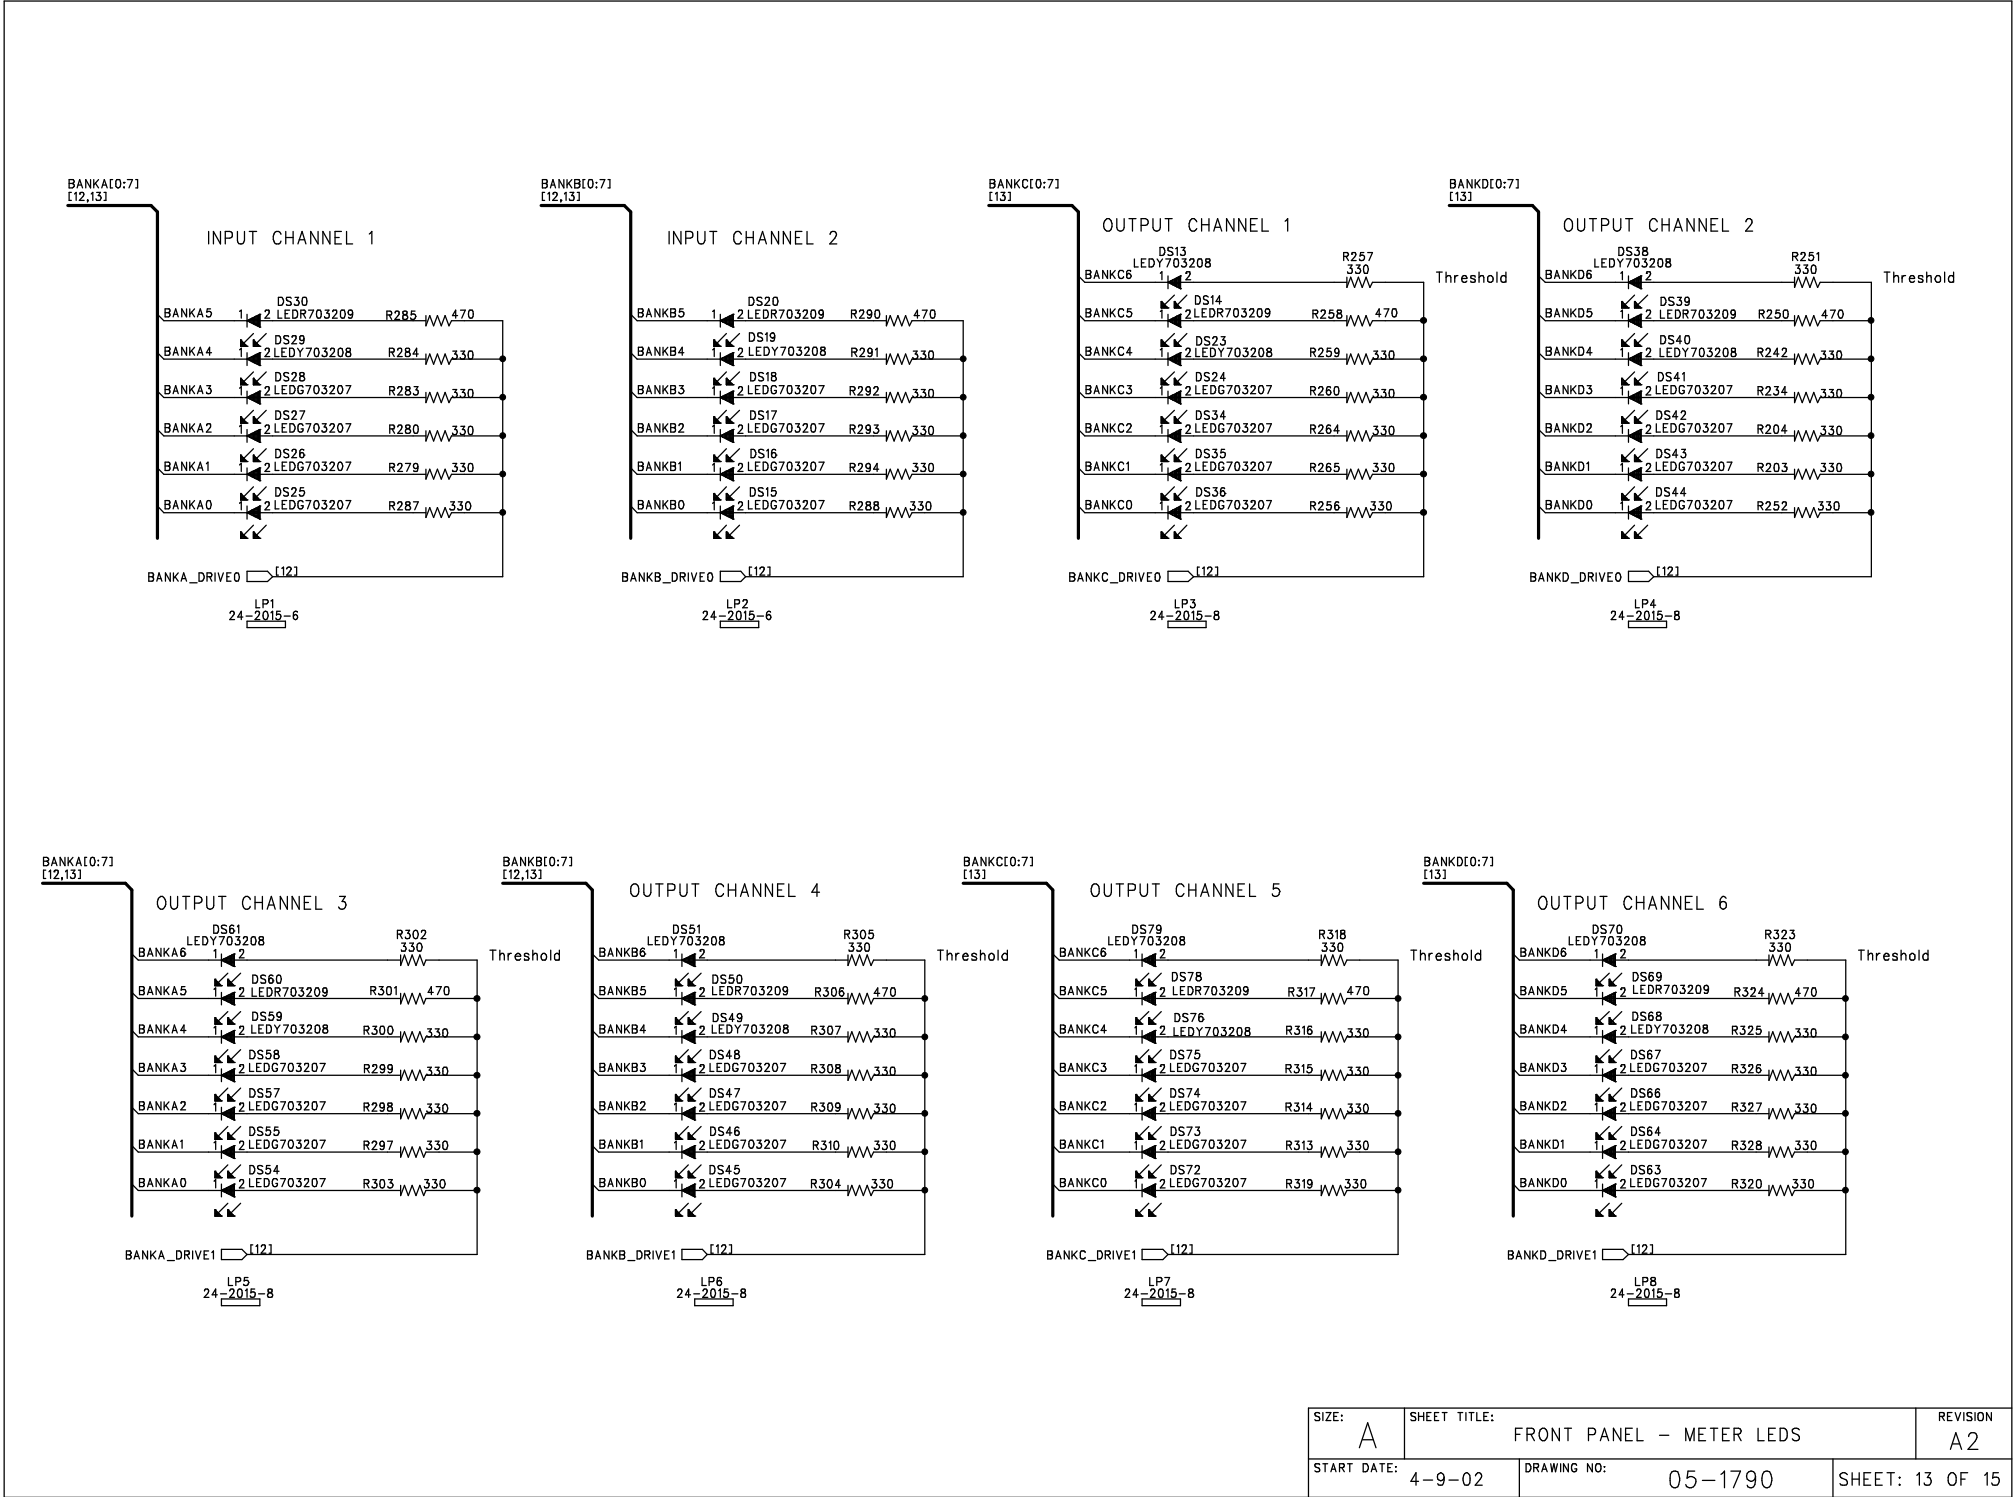 BANKA[0:7]
[12,13]
INPUT CHANNEL 1
DS30
BANKA5 1 2 LEDR703209 R285 470
DS29
BANKA4 1 2 LEDY703208 R284 330
DS28
BANKA3 1 2 LEDG703207 R283 330
DS27
BANKA2 1 2 LEDG703207 R280 330
DS26
BANKA1 1 2 LEDG703207 R279 330
DS25
BANKA0 1 2 LEDG703207 R287 330
BANKA_DRIVE0 [12]
LP1
24-2015-6
BANKB[0:7]
[12,13]
INPUT CHANNEL 2
DS20
BANKB5 1 2 LEDR703209 R290 470
DS19
BANKB4 1 2 LEDY703208 R291 330
DS18
BANKB3 1 2 LEDG703207 R292 330
DS17
BANKB2 1 2 LEDG703207 R293 330
DS16
BANKB1 1 2 LEDG703207 R294 330
DS15
BANKB0 1 2 LEDG703207 R288 330
BANKB_DRIVE0 [12]
LP2
24-2015-6
BANKC[0:7]
[13]
OUTPUT CHANNEL 1
DS13
LEDY703208 R257
BANKC6 1 2 330 Threshold
DS14
BANKC5 1 2 LEDR703209 R258 470
DS23
BANKC4 1 2 LEDY703208 R259 330
DS24
BANKC3 1 2 LEDG703207 R260 330
DS34
BANKC2 1 2 LEDG703207 R264 330
DS35
BANKC1 1 2 LEDG703207 R265 330
DS36
BANKC0 1 2 LEDG703207 R256 330
BANKC_DRIVE0 [12]
LP3
24-2015-8
BANKD[0:7]
[13]
OUTPUT CHANNEL 2
DS38
LEDY703208 R251
BANKD6 1 2 330 Threshold
DS39
BANKD5 1 2 LEDR703209 R250 470
DS40
BANKD4 1 2 LEDY703208 R242 330
DS41
BANKD3 1 2 LEDG703207 R234 330
DS42
BANKD2 1 2 LEDG703207 R204 330
DS43
BANKD1 1 2 LEDG703207 R203 330
DS44
BANKD0 1 2 LEDG703207 R252 330
BANKD_DRIVE0 [12]
LP4
24-2015-8
BANKA[0:7]
[12,13]
OUTPUT CHANNEL 3
DS61
LEDY703208 R302
BANKA6 1 2 330 Threshold
DS60
BANKA5 1 2 LEDR703209 R301 470
DS59
BANKA4 1 2 LEDY703208 R300 330
DS58
BANKA3 1 2 LEDG703207 R299 330
DS57
BANKA2 1 2 LEDG703207 R298 330
DS55
BANKA1 1 2 LEDG703207 R297 330
DS54
BANKA0 1 2 LEDG703207 R303 330
BANKA_DRIVE1 [12]
LP5
24-2015-8
BANKB[0:7]
[12,13]
OUTPUT CHANNEL 4
DS51
LEDY703208 R305
BANKB6 1 2 330 Threshold
DS50
BANKB5 1 2 LEDR703209 R306 470
DS49
BANKB4 1 2 LEDY703208 R307 330
DS48
BANKB3 1 2 LEDG703207 R308 330
DS47
BANKB2 1 2 LEDG703207 R309 330
DS46
BANKB1 1 2 LEDG703207 R310 330
DS45
BANKB0 1 2 LEDG703207 R304 330
BANKB_DRIVE1 [12]
LP6
24-2015-8
BANKC[0:7]
[13]
OUTPUT CHANNEL 5
DS79
LEDY703208 R318
BANKC6 1 2 330 Threshold
DS78
BANKC5 1 2 LEDR703209 R317 470
DS76
BANKC4 1 2 LEDY703208 R316 330
DS75
BANKC3 1 2 LEDG703207 R315 330
DS74
BANKC2 1 2 LEDG703207 R314 330
DS73
BANKC1 1 2 LEDG703207 R313 330
DS72
BANKC0 1 2 LEDG703207 R319 330
BANKC_DRIVE1 [12]
LP7
24-2015-8
BANKD[0:7]
[13]
OUTPUT CHANNEL 6
DS70
LEDY703208 R323
BANKD6 1 2 330 Threshold
DS69
BANKD5 1 2 LEDR703209 R324 470
DS68
BANKD4 1 2 LEDY703208 R325 330
DS67
BANKD3 1 2 LEDG703207 R326 330
DS66
BANKD2 1 2 LEDG703207 R327 330
DS64
BANKD1 1 2 LEDG703207 R328 330
DS63
BANKD0 1 2 LEDG703207 R320 330
BANKD_DRIVE1 [12]
LP8
24-2015-8
SIZE: A SHEET TITLE: FRONT PANEL - METER LEDS REVISION A2
START DATE: 4-9-02 DRAWING NO: 05-1790 SHEET: 13 OF 15